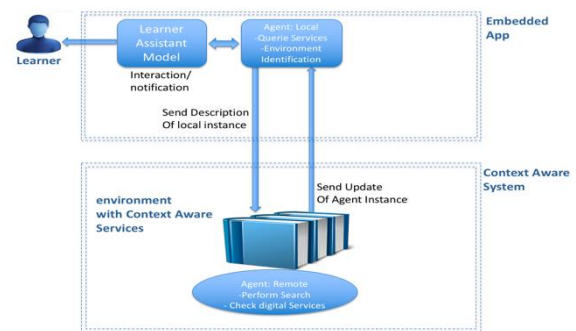 Embedded
App
Learner
Assistant
Model
Agent: Local
-Querie Services
-Environment
Identification
Learner
Interaction/
notification
Send Description
Of local instance
Context Aware
System
Send Update
Of Agent Instance
environment
with Context Aware
Services
Agent: Remote
-Perform Search
- Check digital Services